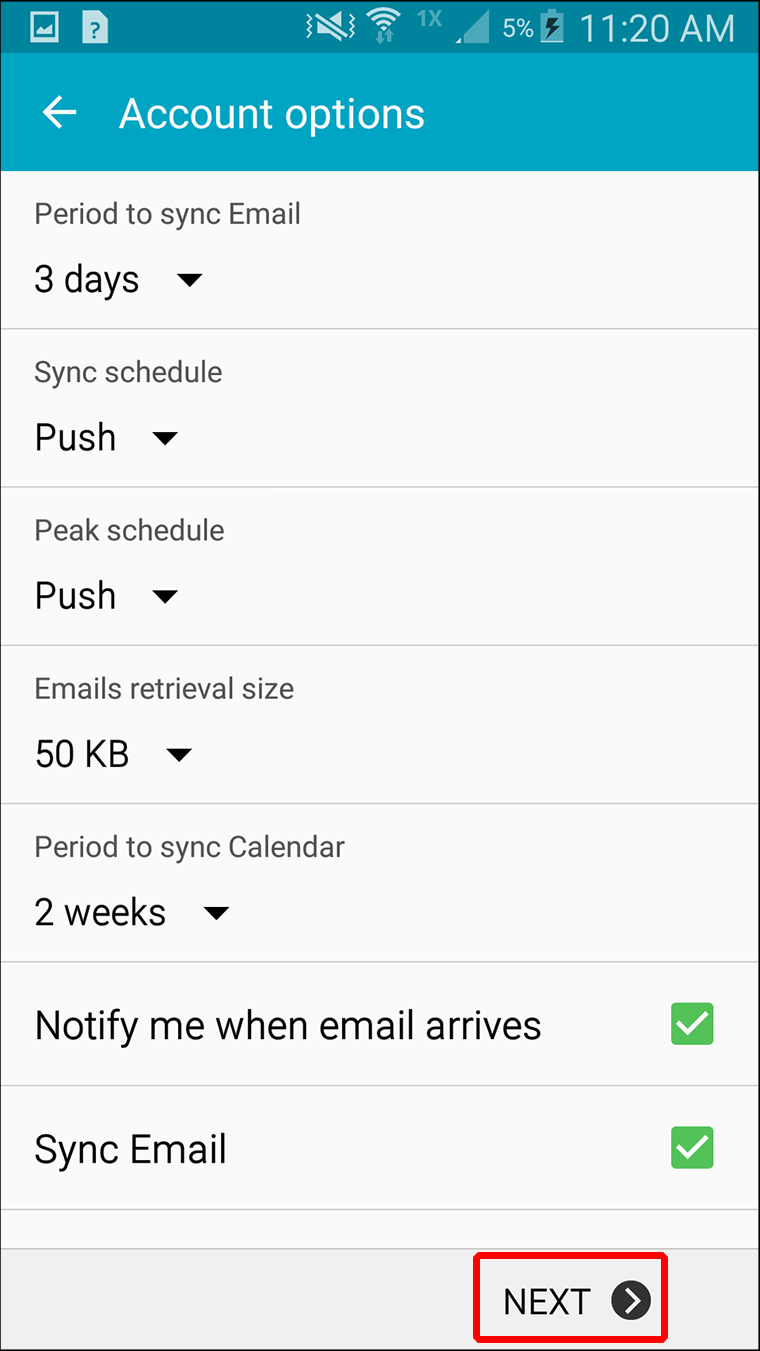 1X 5% 11:20 AM
Account options
Period to sync Email
3 days
Sync schedule
Push
Peak schedule
Push
Emails retrieval size
50 KB
Period to sync Calendar
2 weeks
Notify me when email arrives
Sync Email
NEXT